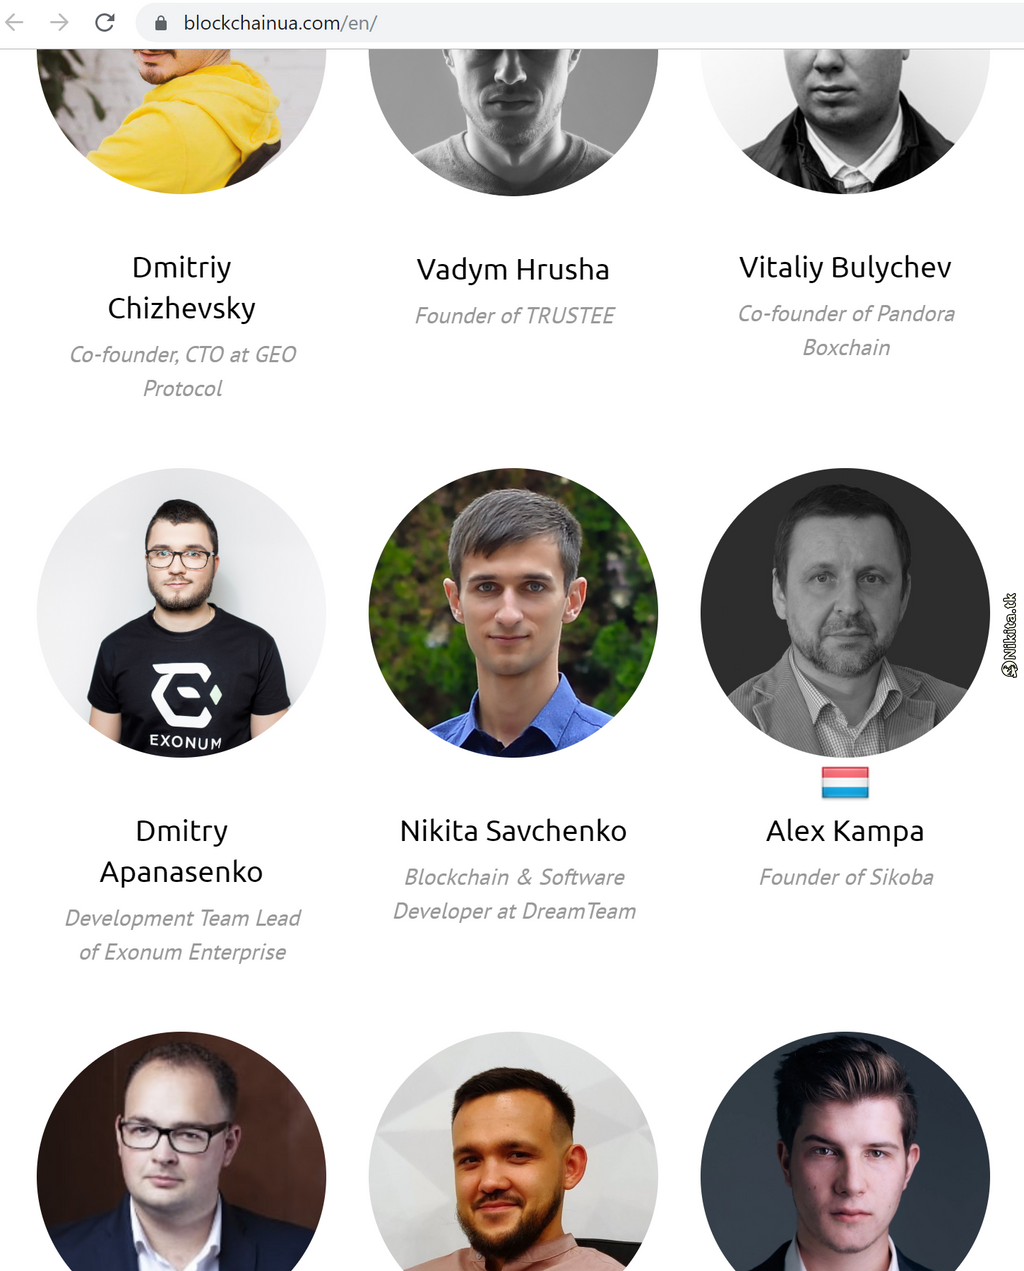 blockchainua.com/en/
Dmitriy
Chizhevsky
Co-founder, CTO at GEO
Protocol
Vadym Hrusha
Founder of TRUSTEE
Vitaliy Bulychev
Co-founder of Pandora
Boxchain
EXONUM
Dmitry
Apanasenko
Development Team Lead
of Exonum Enterprise
Nikita Savchenko
Blockchain & Software
Developer at DreamTeam
Alex Kampa
Founder of Sikoba
Nikita.tk